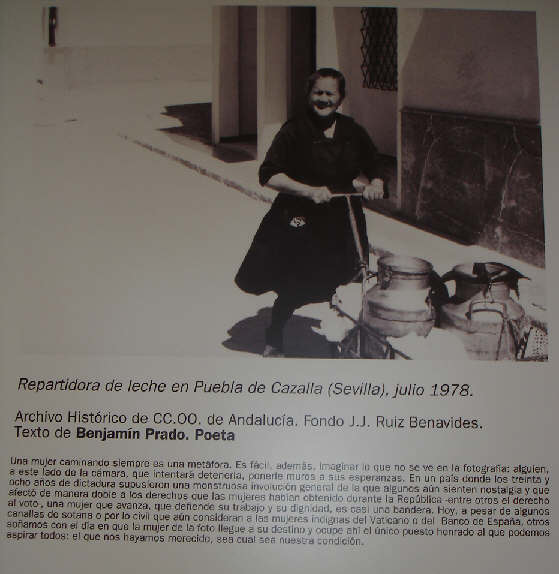 Repartidora de leche en Puebla de Cazalla (Sevilla), julio 1978.
Archivo Histórico de CC.OO. de Andalucía. Fondo J.J. Ruiz Benavides.
Texto de Benjamín Prado. Poeta
Una mujer caminando siempre es una metáfora. Es fácil, además, imaginar lo que no se ve en la fotografía: alguien,
a este lado de la cámara, que intentará detenerla, ponerle muros a sus esperanzas. En un país donde los treinta y
ocho años de dictadura supusieron una monstruosa involución general de la que algunos aún sienten nostalgia y que
afectó de manera doble a los derechos que las mujeres habían obtenido durante la República -entre otros el derecho
al voto-, una mujer que avanza, que defiende su trabajo y su dignidad, es casi una bandera. Hoy, a pesar de algunos
canallas de sotana o por lo civil que aún consideran a las mujeres indignas del Vaticano o del Banco de España, otros
soñamos con el día en que la mujer de la foto llegue a su destino y ocupe ahí el único puesto honrado al que podemos
aspirar todos: el que nos hayamos merecido, sea cual sea nuestra condición.